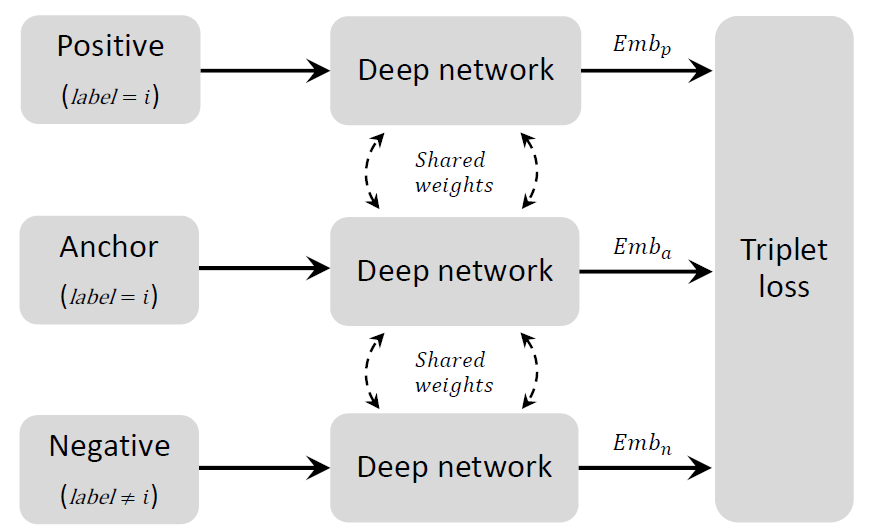 Positive
(label = i)
Deep network
Emb_p
Shared
weights
Anchor
(label = i)
Deep network
Emb_a
Triplet
loss
Shared
weights
Negative
(label ≠ i)
Deep network
Emb_n